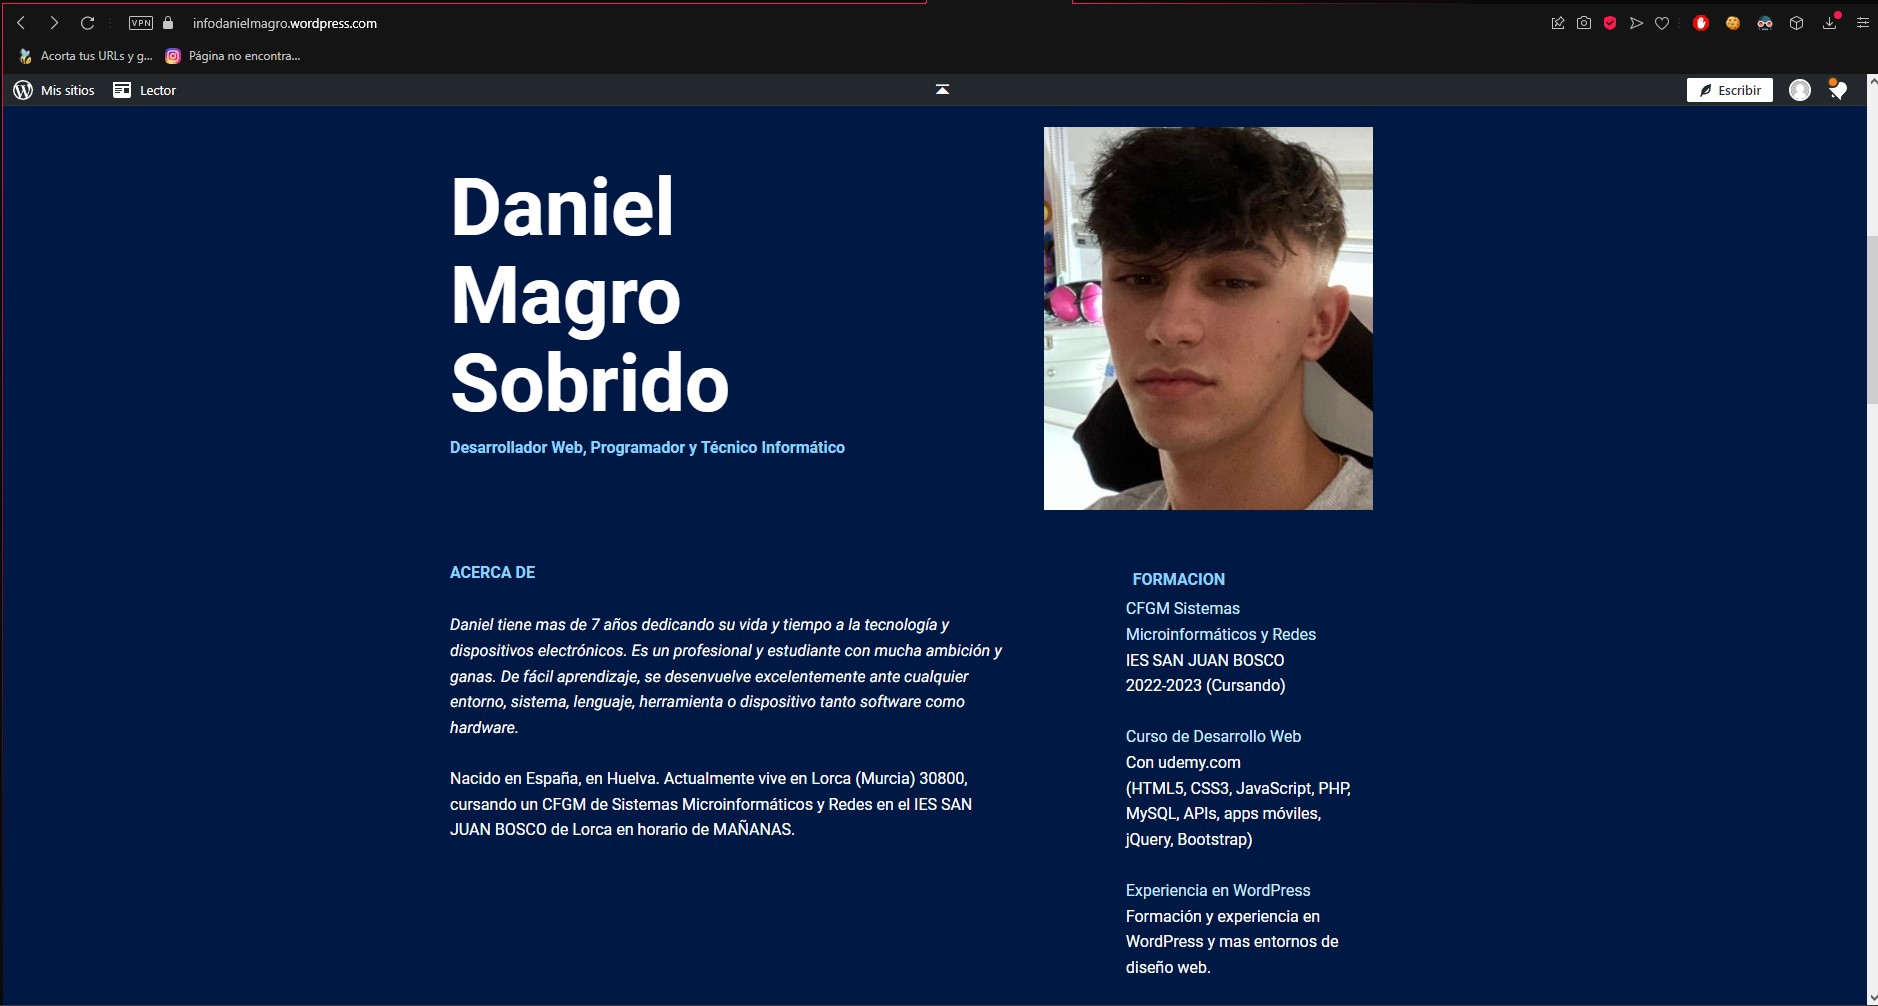 VPN
infodanielmagro.wordpress.com
Acorta tus URLs y g...
Página no encontra...
Mis sitios
Lector
Escribir
Daniel
Magro
Sobrido
Desarrollador Web, Programador y Técnico Informático
ACERCA DE
Daniel tiene mas de 7 años dedicando su vida y tiempo a la tecnología y
dispositivos electrónicos. Es un profesional y estudiante con mucha ambición y
ganas. De fácil aprendizaje, se desenvuelve excelentemente ante cualquier
entorno, sistema, lenguaje, herramienta o dispositivo tanto software como
hardware.
Nacido en España, en Huelva. Actualmente vive en Lorca (Murcia) 30800,
cursando un CFGM de Sistemas Microinformáticos y Redes en el IES SAN
JUAN BOSCO de Lorca en horario de MAÑANAS.
FORMACION
CFGM Sistemas
Microinformáticos y Redes
IES SAN JUAN BOSCO
2022-2023 (Cursando)
Curso de Desarrollo Web
Con udemy.com
(HTML5, CSS3, JavaScript, PHP,
MySQL, APIs, apps móviles,
jQuery, Bootstrap)
Experiencia en WordPress
Formación y experiencia en
WordPress y mas entornos de
diseño web.